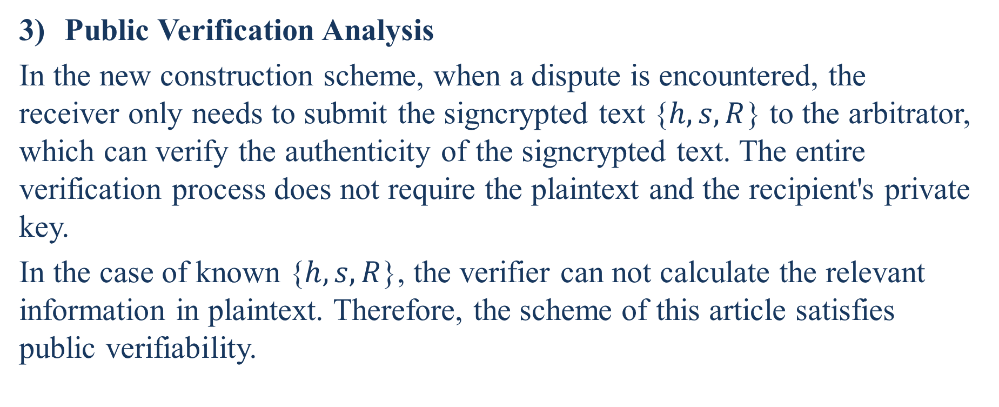 3) Public Verification Analysis
In the new construction scheme, when a dispute is encountered, the
receiver only needs to submit the signcrypted text {h, s, R} to the arbitrator,
which can verify the authenticity of the signcrypted text. The entire
verification process does not require the plaintext and the recipient's private
key.
In the case of known {h, s, R}, the verifier can not calculate the relevant
information in plaintext. Therefore, the scheme of this article satisfies
public verifiability.